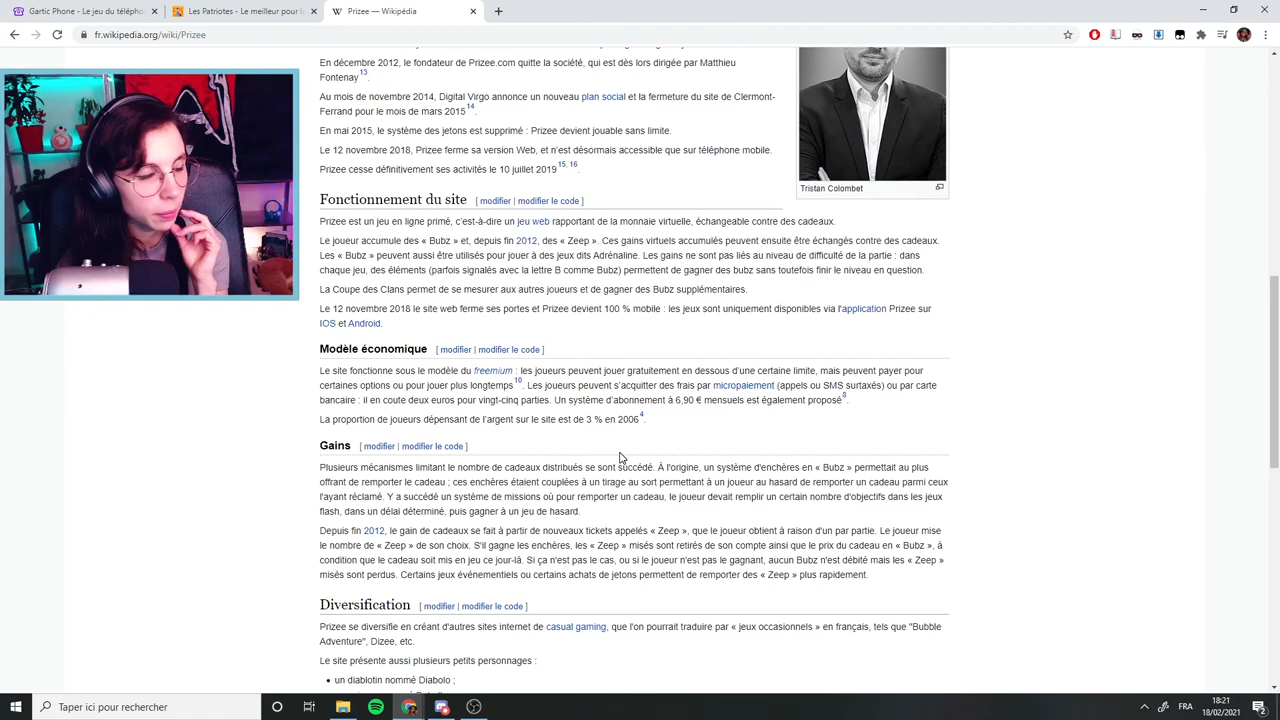 Gartic Phone - Le jeu du téléph
Les Patriotes - Le meilleur pour l
Prizee — Wikipédia
fr.wikipedia.org/wiki/Prizee
En décembre 2012, le fondateur de Prizee.com quitte la société, qui est dès lors dirigée par Matthieu
Fontenay13.
Au mois de novembre 2014, Digital Virgo annonce un nouveau plan social et la fermeture du site de Clermont-
Ferrand pour le mois de mars 201514.
En mai 2015, le système des jetons est supprimé : Prizee devient jouable sans limite.
Le 12 novembre 2018, Prizee ferme sa version Web, et n'est désormais accessible que sur téléphone mobile.
Prizee cesse définitivement ses activités le 10 juillet 201915, 16.
Tristan Colombet
Fonctionnement du site [ modifier | modifier le code ]
Prizee est un jeu en ligne primé, c'est-à-dire un jeu web rapportant de la monnaie virtuelle, échangeable contre des cadeaux.
Le joueur accumule des « Bubz » et, depuis fin 2012, des « Zeep ». Ces gains virtuels accumulés peuvent ensuite être échangés contre des cadeaux.
Les « Bubz » peuvent aussi être utilisés pour jouer à des jeux dits Adrénaline. Les gains ne sont pas liés au niveau de difficulté de la partie : dans
chaque jeu, des éléments (parfois signalés avec la lettre B comme Bubz) permettent de gagner des bubz sans toutefois finir le niveau en question.
La Coupe des Clans permet de se mesurer aux autres joueurs et de gagner des Bubz supplémentaires.
Le 12 novembre 2018 le site web ferme ses portes et Prizee devient 100 % mobile : les jeux sont uniquement disponibles via l'application Prizee sur
IOS et Android.
Modèle économique [ modifier | modifier le code ]
Le site fonctionne sous le modèle du freemium : les joueurs peuvent jouer gratuitement en dessous d'une certaine limite, mais peuvent payer pour
certaines options ou pour jouer plus longtemps10. Les joueurs peuvent s'acquitter des frais par micropaiement (appels ou SMS surtaxés) ou par carte
bancaire : il en coute deux euros pour vingt-cinq parties. Un système d'abonnement à 6,90 € mensuels est également proposé8.
La proportion de joueurs dépensant de l'argent sur le site est de 3 % en 20064.
Gains [ modifier | modifier le code ]
Plusieurs mécanismes limitant le nombre de cadeaux distribués se sont succédé. À l'origine, un système d'enchères en « Bubz » permettait au plus
offrant de remporter le cadeau ; ces enchères étaient couplées à un tirage au sort permettant à un joueur au hasard de remporter un cadeau parmi ceux
l'ayant réclamé. Y a succédé un système de missions où pour remporter un cadeau, le joueur devait remplir un certain nombre d'objectifs dans les jeux
flash, dans un délai déterminé, puis gagner à un jeu de hasard.
Depuis fin 2012, le gain de cadeaux se fait à partir de nouveaux tickets appelés « Zeep », que le joueur obtient à raison d'un par partie. Le joueur mise
le nombre de « Zeep » de son choix. S'il gagne les enchères, les « Zeep » misés sont retirés de son compte ainsi que le prix du cadeau en « Bubz », à
condition que le cadeau soit mis en jeu ce jour-là. Si ça n'est pas le cas, ou si le joueur n'est pas le gagnant, aucun Bubz n'est débité mais les « Zeep »
misés sont perdus. Certains jeux événementiels ou certains achats de jetons permettent de remporter des « Zeep » plus rapidement.
Diversification [ modifier | modifier le code ]
Prizee se diversifie en créant d'autres sites internet de casual gaming, que l'on pourrait traduire par « jeux occasionnels » en français, tels que "Bubble
Adventure", Dizee, etc.
Le site présente aussi plusieurs petits personnages :
• un diablotin nommé Diabolo ;
Taper ici pour rechercher
FRA
18:21
18/02/2021
2